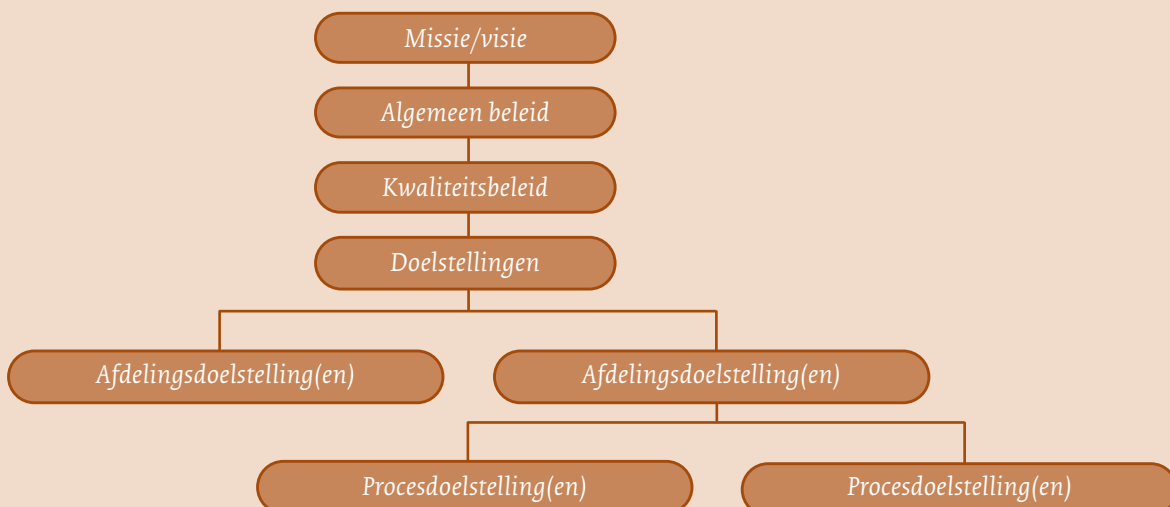 Missie/visie
Algemeen beleid
Kwaliteitsbeleid
Doelstellingen
Afdelingsdoelstelling(en)
Afdelingsdoelstelling(en)
Procesdoelstelling(en)
Procesdoelstelling(en)